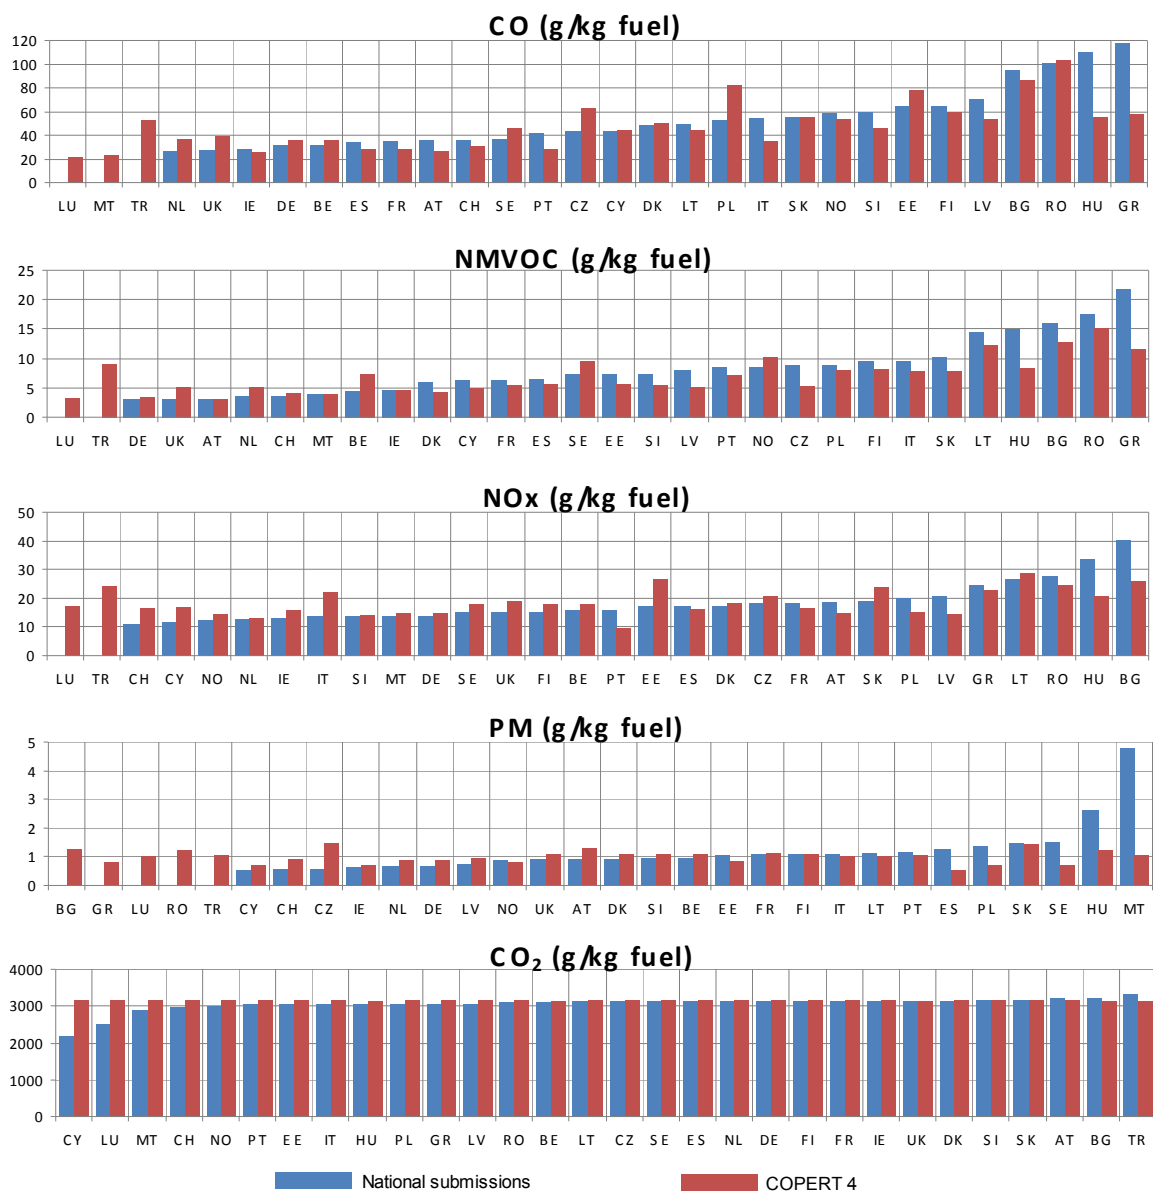 CO (g/kg fuel)
120
100
80
60
40
20
0
LU MT TR NL UK IE DE BE ES FR AT CH SE PT CZ CY DK LT PL IT SK NO SI EE FI LV BG RO HU GR
NMVOC (g/kg fuel)
25
20
15
10
5
0
LU TR DE UK AT NL CH MT BE IE DK CY FR ES SE EE SI LV PT NO CZ PL FI IT SK LT HU BG RO GR
NOx (g/kg fuel)
50
40
30
20
10
0
LU TR CH CY NO NL IE IT SI MT DE SE UK FI BE PT EE ES DK CZ FR AT SK PL LV GR LT RO HU BG
PM (g/kg fuel)
5
4
3
2
1
0
BG GR LU RO TR CY CH CZ IE NL DE LV NO UK AT DK SI BE EE FR FI IT LT PT ES PL SK SE HU MT
CO₂ (g/kg fuel)
4000
3000
2000
1000
0
CY LU MT CH NO PT EE IT HU PL GR LV RO BE LT CZ SE ES NL DE FI FR IE UK DK SI SK AT BG TR
National submissions COPERT 4